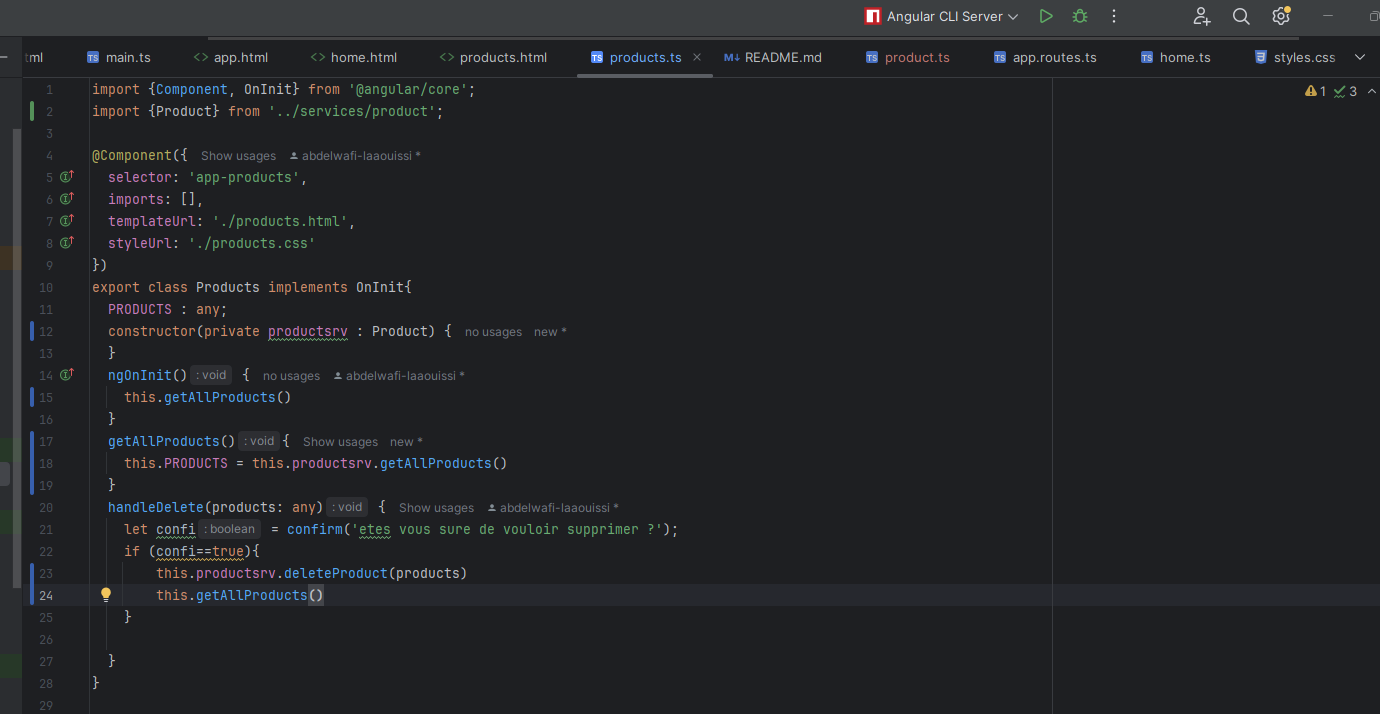 Angular CLI Server
tml main.ts app.html home.html products.html products.ts README.md product.ts app.routes.ts home.ts styles.css
1 import {Component, OnInit} from '@angular/core'; 1 3
2 import {Product} from '../services/product';
3
4 @Component({ Show usages abdelwafi-laaouissi *
5 selector: 'app-products',
6 imports: [],
7 templateUrl: './products.html',
8 styleUrl: './products.css'
9 })
10 export class Products implements OnInit{
11 PRODUCTS : any;
12 constructor(private productsrv : Product) { no usages new *
13 }
14 ngOnInit() : void { no usages abdelwafi-laaouissi *
15 this.getAllProducts()
16 }
17 getAllProducts() : void { Show usages new *
18 this.PRODUCTS = this.productsrv.getAllProducts()
19 }
20 handleDelete(products: any) : void { Show usages abdelwafi-laaouissi *
21 let confi : boolean = confirm('etes vous sure de vouloir supprimer ?');
22 if (confi==true){
23 this.productsrv.deleteProduct(products)
24 this.getAllProducts()
25 }
26
27 }
28 }
29